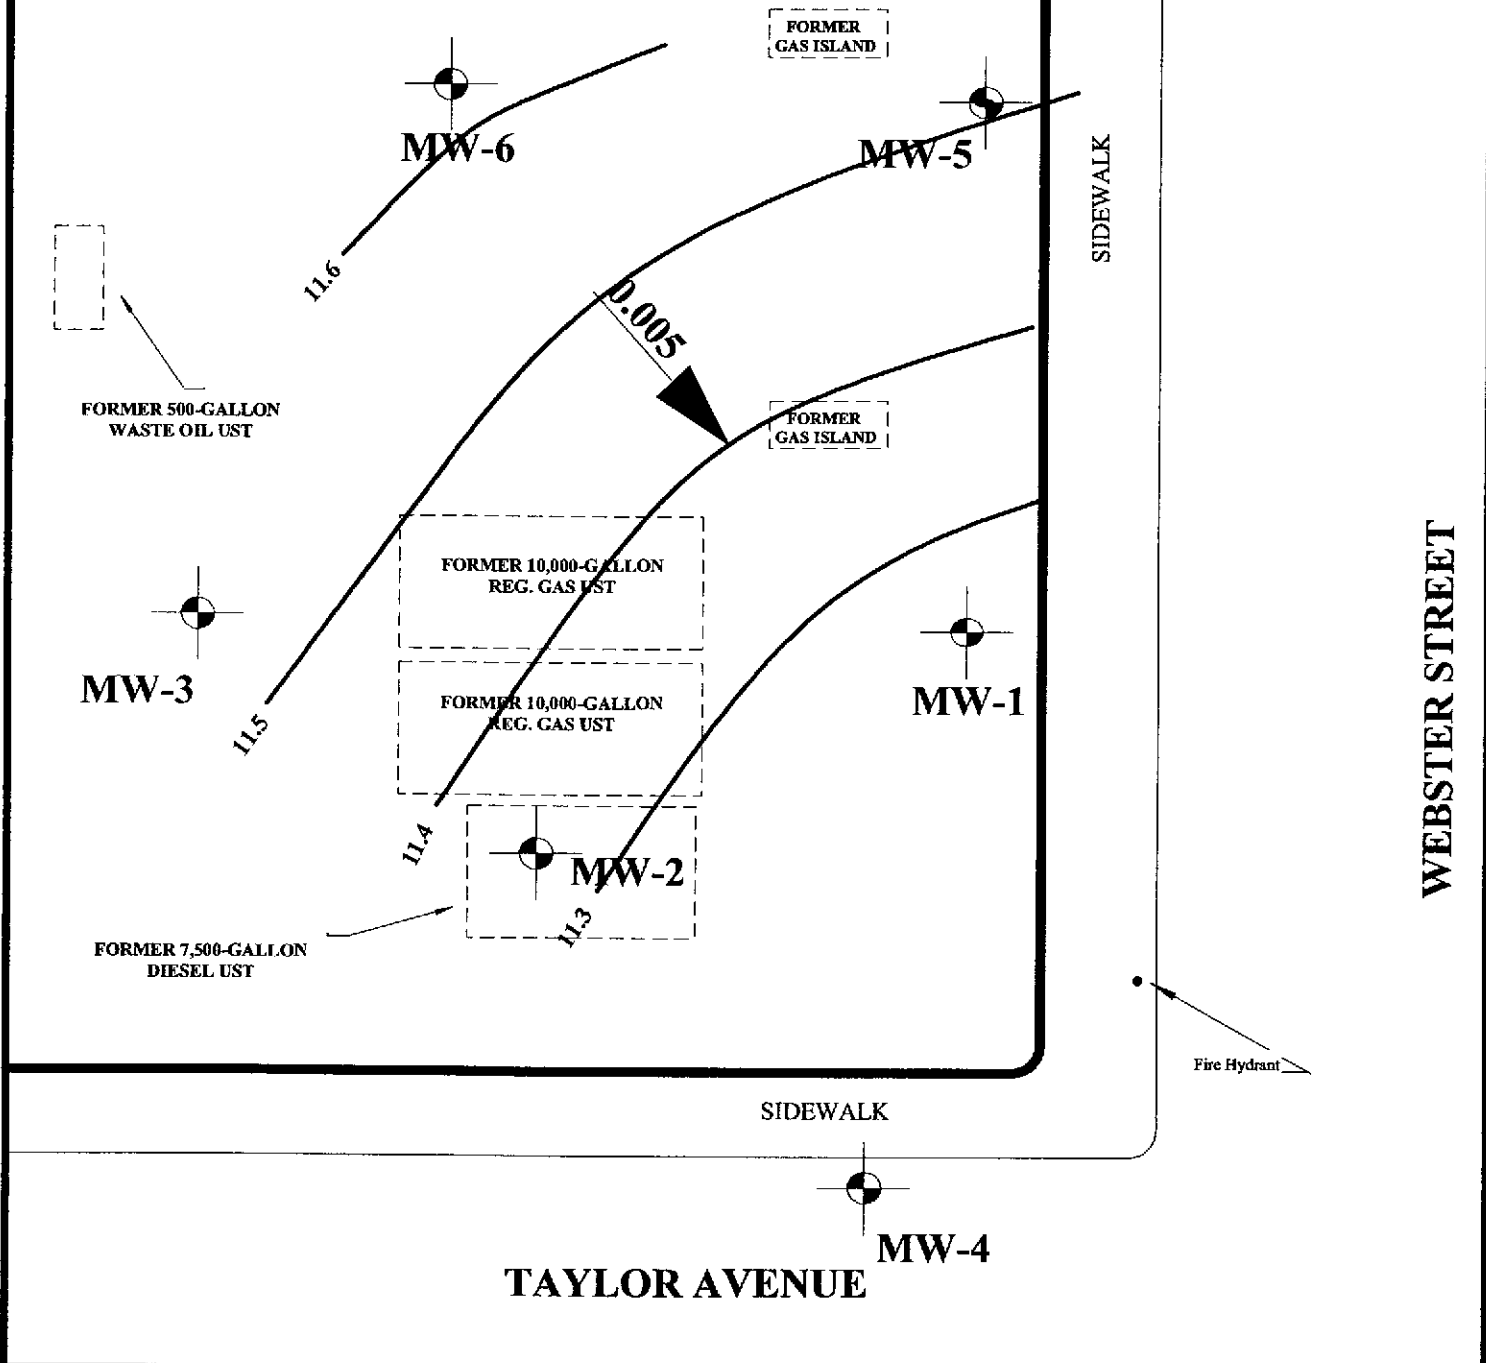 FORMER
GAS ISLAND
MW-6
MW-5
SIDEWALK
11.6
0.005
FORMER 500-GALLON
WASTE OIL UST
FORMER
GAS ISLAND
FORMER 10,000-GALLON
REG. GAS UST
MW-3
FORMER 10,000-GALLON
REG. GAS UST
MW-1
WEBSTER STREET
11.5
11.4
MW-2
11.3
FORMER 7,500-GALLON
DIESEL UST
Fire Hydrant
SIDEWALK
MW-4
TAYLOR AVENUE